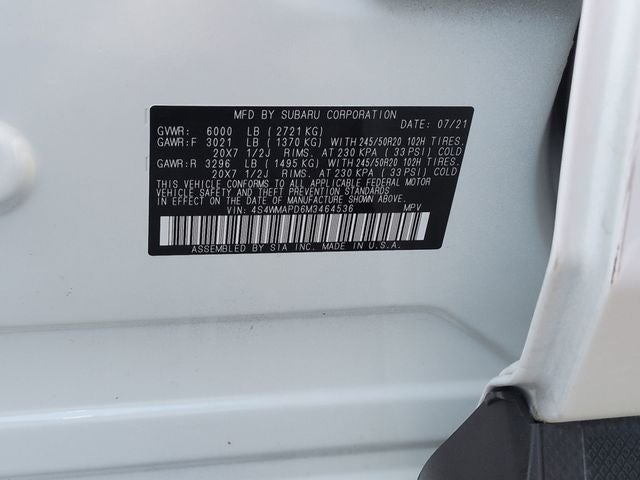 MFD BY SUBARU CORPORATION
DATE: 07/21
GVWR: 6000 LB ( 2721 KG)
GAWR:F 3021 LB ( 1370 KG) WITH 245/50R20 102H TIRES.
20X7 1/2J RIMS. AT 230 KPA ( 33 PSI) COLD
GAWR:R 3296 LB ( 1495 KG) WITH 245/50R20 102H TIRES.
20X7 1/2J RIMS. AT 230 KPA ( 33 PSI) COLD
THIS VEHICLE CONFORMS TO ALL APPLICABLE FEDERAL MOTOR
VEHICLE SAFETY AND THEFT PREVENTION STANDARDS
IN EFFECT ON THE DATE OF MANUFACTURE SHOWN ABOVE.
VIN: 4S4WMAPD6M3464536 MPV
ASSEMBLED BY SIA INC. MADE IN U.S.A.